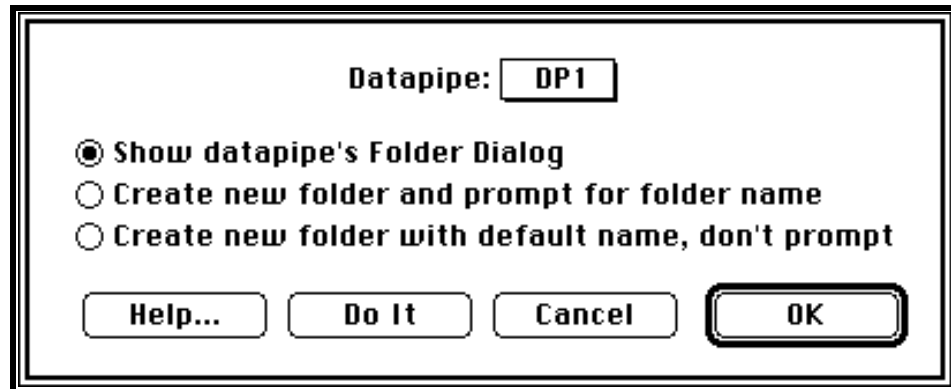 Datapipe: DP1
Show datapipe's Folder Dialog
Create new folder and prompt for folder name
Create new folder with default name, don't prompt
Help... Do It Cancel OK